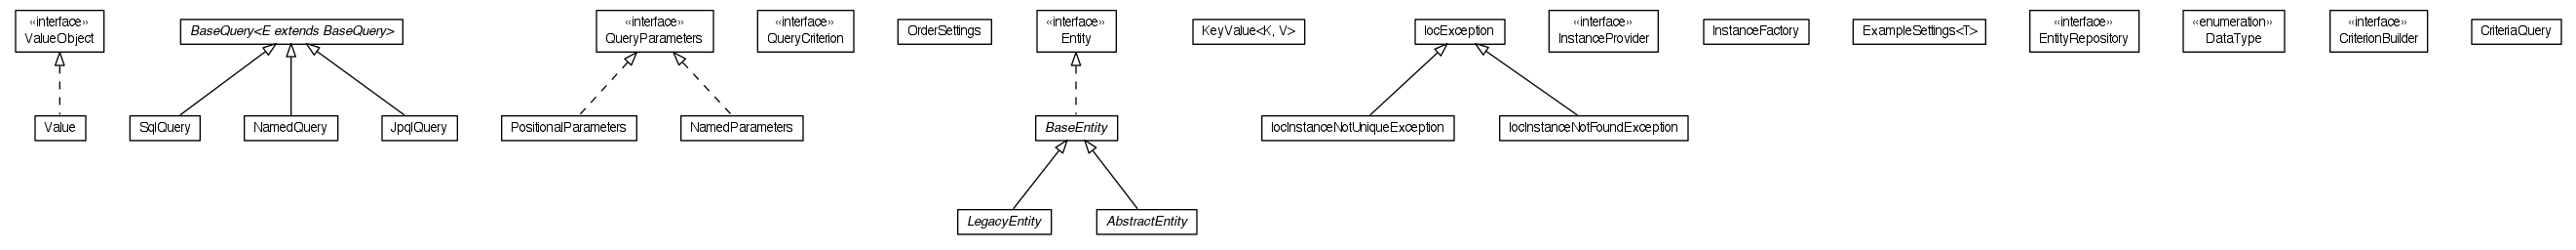 «interface»
ValueObject
BaseQuery<E extends BaseQuery>
«interface»
QueryParameters
«interface»
QueryCriterion
OrderSettings
«interface»
Entity
KeyValue<K, V>
IocException
«interface»
InstanceProvider
InstanceFactory
ExampleSettings<T>
«interface»
EntityRepository
«enumeration»
DataType
«interface»
CriterionBuilder
CriteriaQuery
Value
SqlQuery
NamedQuery
JpqlQuery
PositionalParameters
NamedParameters
BaseEntity
IocInstanceNotUniqueException
IocInstanceNotFoundException
LegacyEntity
AbstractEntity